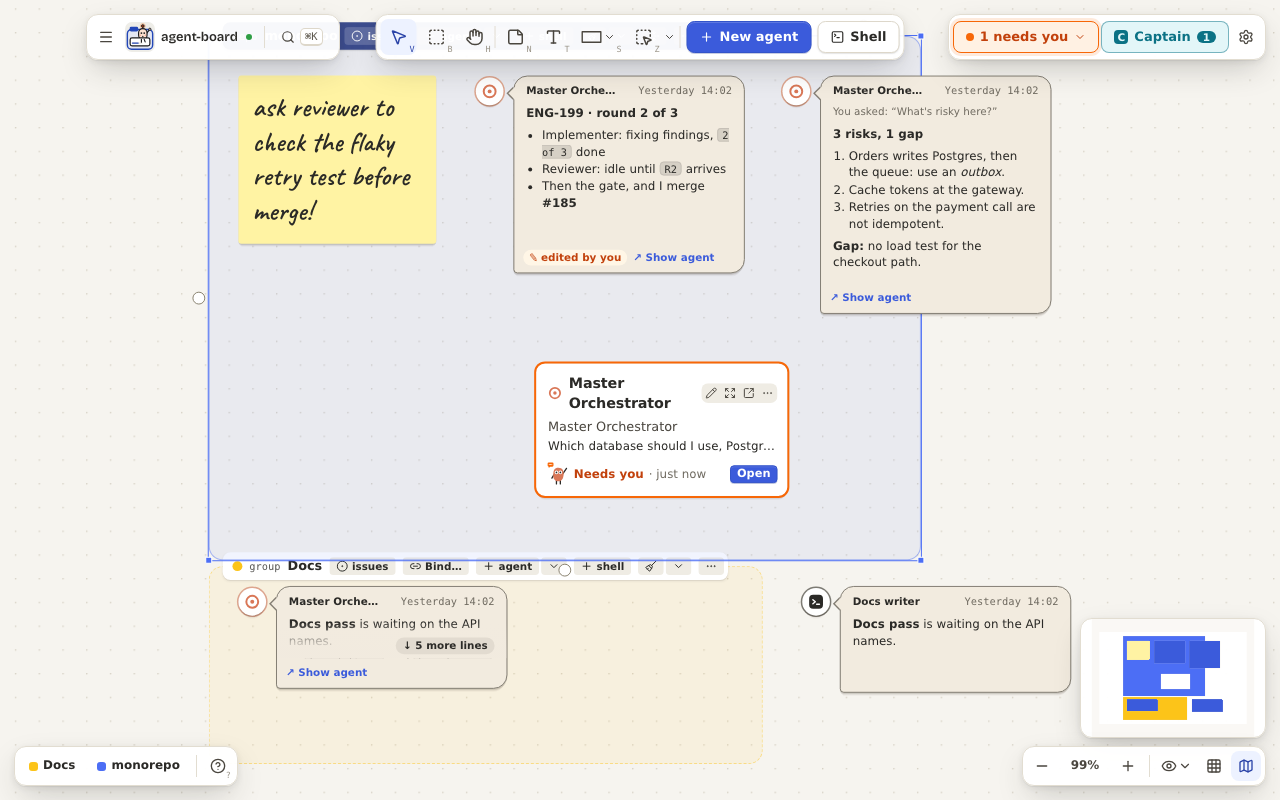 agent-board
⌘K
V
B
H
N
T
S
Z
+ New agent
Shell
1 needs you
C Captain 1
ask reviewer to
check the flaky
retry test before
merge!
Master Orche… Yesterday 14:02
ENG-199 · round 2 of 3
• Implementer: fixing findings, 2
of 3 done
• Reviewer: idle until R2 arrives
• Then the gate, and I merge
#185
✎ edited by you ↗ Show agent
Master Orche… Yesterday 14:02
You asked: “What's risky here?”
3 risks, 1 gap
1. Orders writes Postgres, then
the queue: use an outbox.
2. Cache tokens at the gateway.
3. Retries on the payment call are
not idempotent.
Gap: no load test for the
checkout path.
↗ Show agent
Master
Orchestrator
Master Orchestrator
Which database should I use, Postgr…
Needs you · just now Open
group Docs issues Bind… + agent + shell
Master Orche… Yesterday 14:02
Docs pass is waiting on the API
names.
↓ 5 more lines
↗ Show agent
Docs writer Yesterday 14:02
Docs pass is waiting on the API
names.
Docs monorepo ?
− 99% +